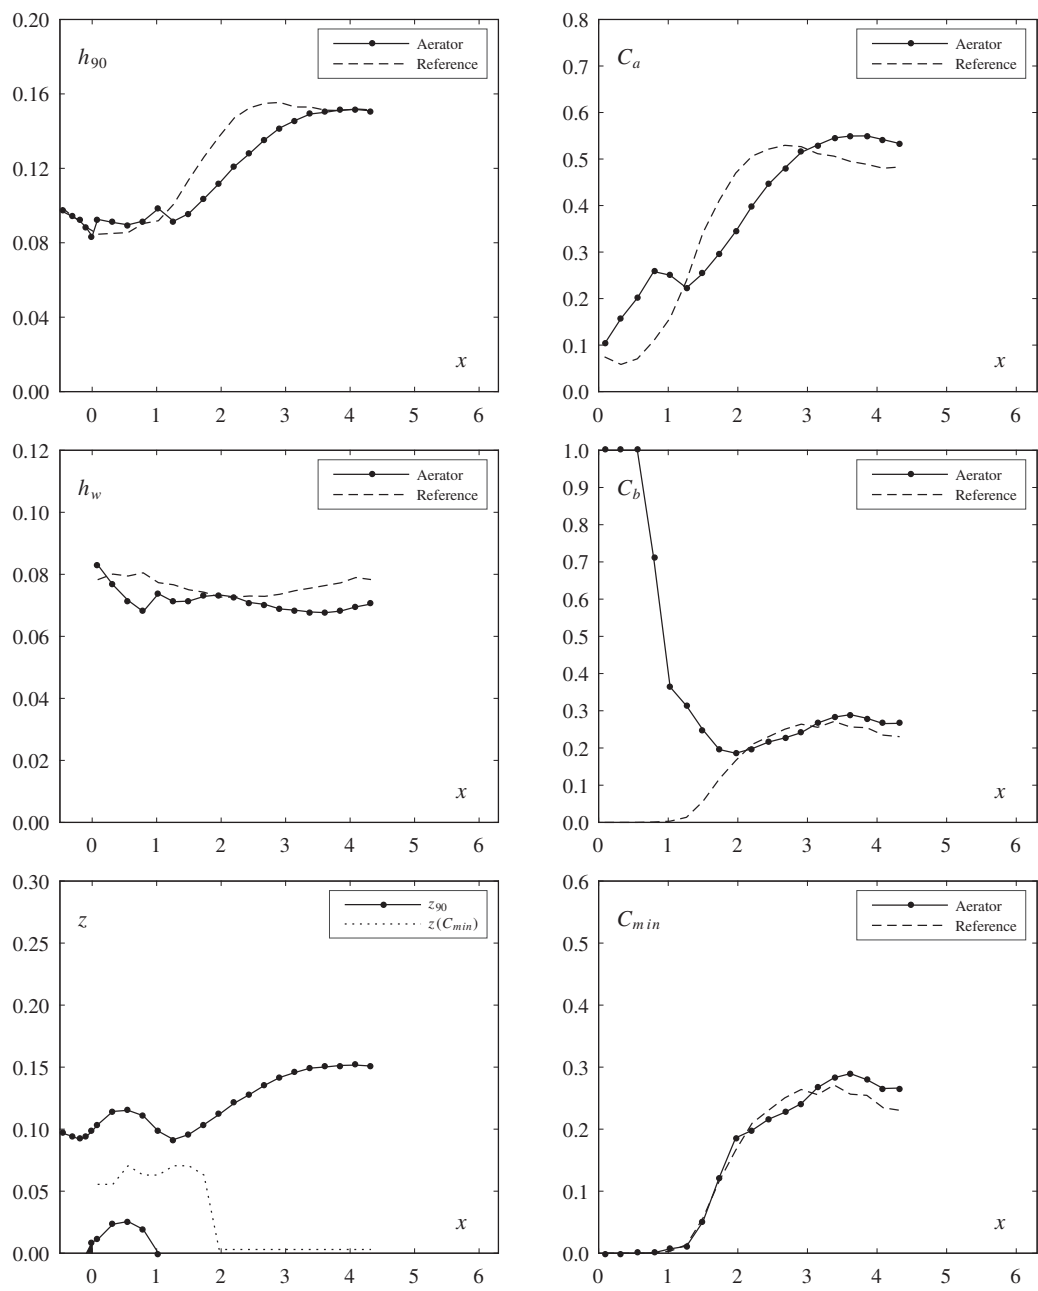 0.20
0.16
0.12
0.08
0.04
0.00
h90
Aerator
Reference
x
0 1 2 3 4 5 6
0.8
0.7
0.6
0.5
0.4
0.3
0.2
0.1
0.0
Ca
Aerator
Reference
x
0 1 2 3 4 5 6
0.12
0.10
0.08
0.06
0.04
0.02
0.00
hw
Aerator
Reference
x
0 1 2 3 4 5 6
1.0
0.9
0.8
0.7
0.6
0.5
0.4
0.3
0.2
0.1
0.0
Cb
Aerator
Reference
x
0 1 2 3 4 5 6
0.30
0.25
0.20
0.15
0.10
0.05
0.00
z
z90
z(Cmin)
x
0 1 2 3 4 5 6
0.6
0.5
0.4
0.3
0.2
0.1
0.0
Cmin
Aerator
Reference
x
0 1 2 3 4 5 6